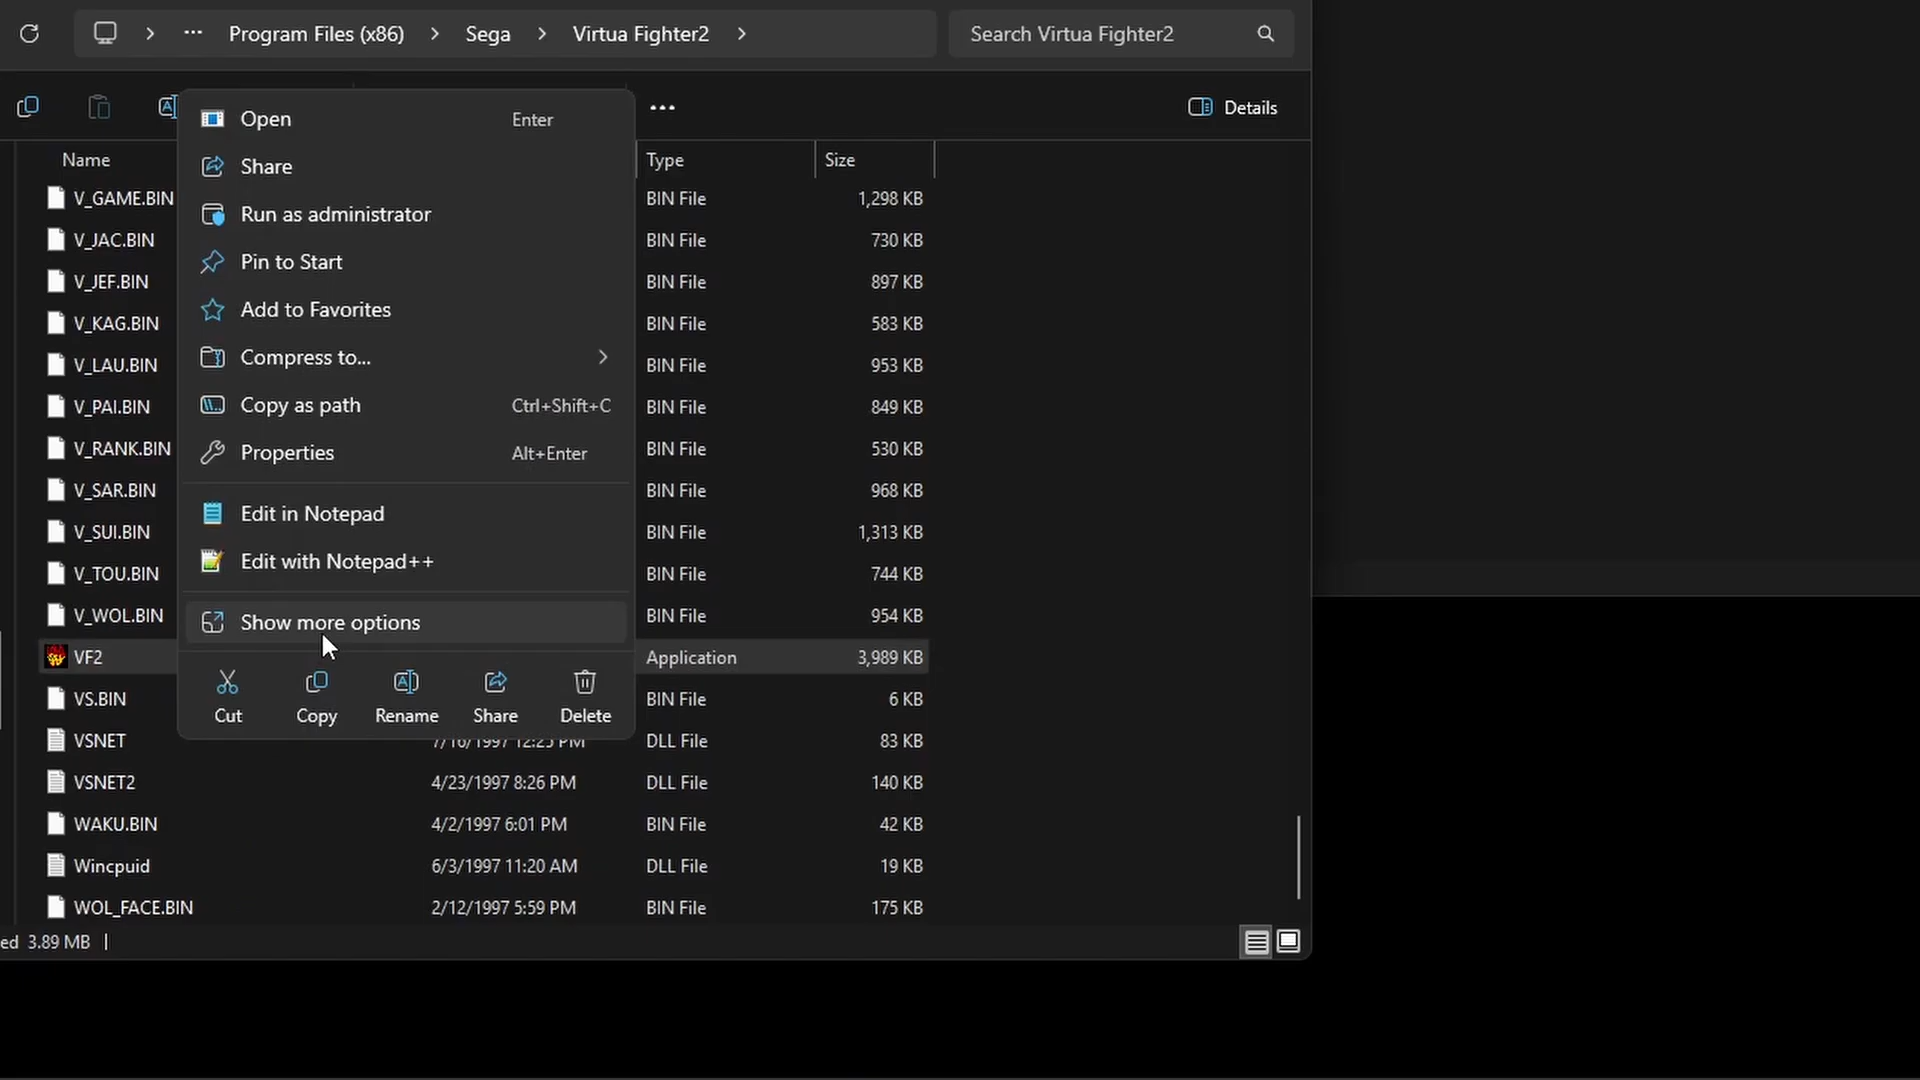 Program Files (x86) > Sega > Virtua Fighter2 >
Search Virtua Fighter2
Details
Name
Type
Size
Open Enter
Share
Run as administrator
Pin to Start
Add to Favorites
Compress to...
Copy as path Ctrl+Shift+C
Properties Alt+Enter
Edit in Notepad
Edit with Notepad++
Show more options
Cut
Copy
Rename
Share
Delete
V_GAME.BIN BIN File 1,298 KB
V_JAC.BIN BIN File 730 KB
V_JEF.BIN BIN File 897 KB
V_KAG.BIN BIN File 583 KB
V_LAU.BIN BIN File 953 KB
V_PAI.BIN BIN File 849 KB
V_RANK.BIN BIN File 530 KB
V_SAR.BIN BIN File 968 KB
V_SUI.BIN BIN File 1,313 KB
V_TOU.BIN BIN File 744 KB
V_WOL.BIN BIN File 954 KB
VF2 Application 3,989 KB
VS.BIN BIN File 6 KB
VSNET 7/16/1997 12:25 PM DLL File 83 KB
VSNET2 4/23/1997 8:26 PM DLL File 140 KB
WAKU.BIN 4/2/1997 6:01 PM BIN File 42 KB
Wincpuid 6/3/1997 11:20 AM DLL File 19 KB
WOL_FACE.BIN 2/12/1997 5:59 PM BIN File 175 KB
ed 3.89 MB